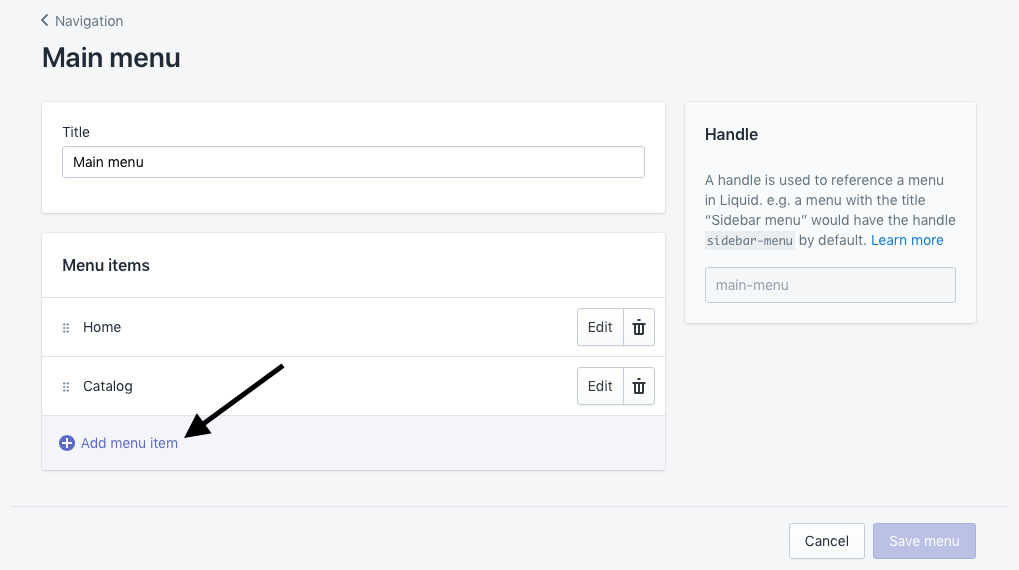 Navigation
Main menu
Title
Main menu
Menu items
Home
Edit
Catalog
Edit
Add menu item
Handle
A handle is used to reference a menu
in Liquid. e.g. a menu with the title
“Sidebar menu” would have the handle
sidebar-menu by default. Learn more
main-menu
Cancel
Save menu